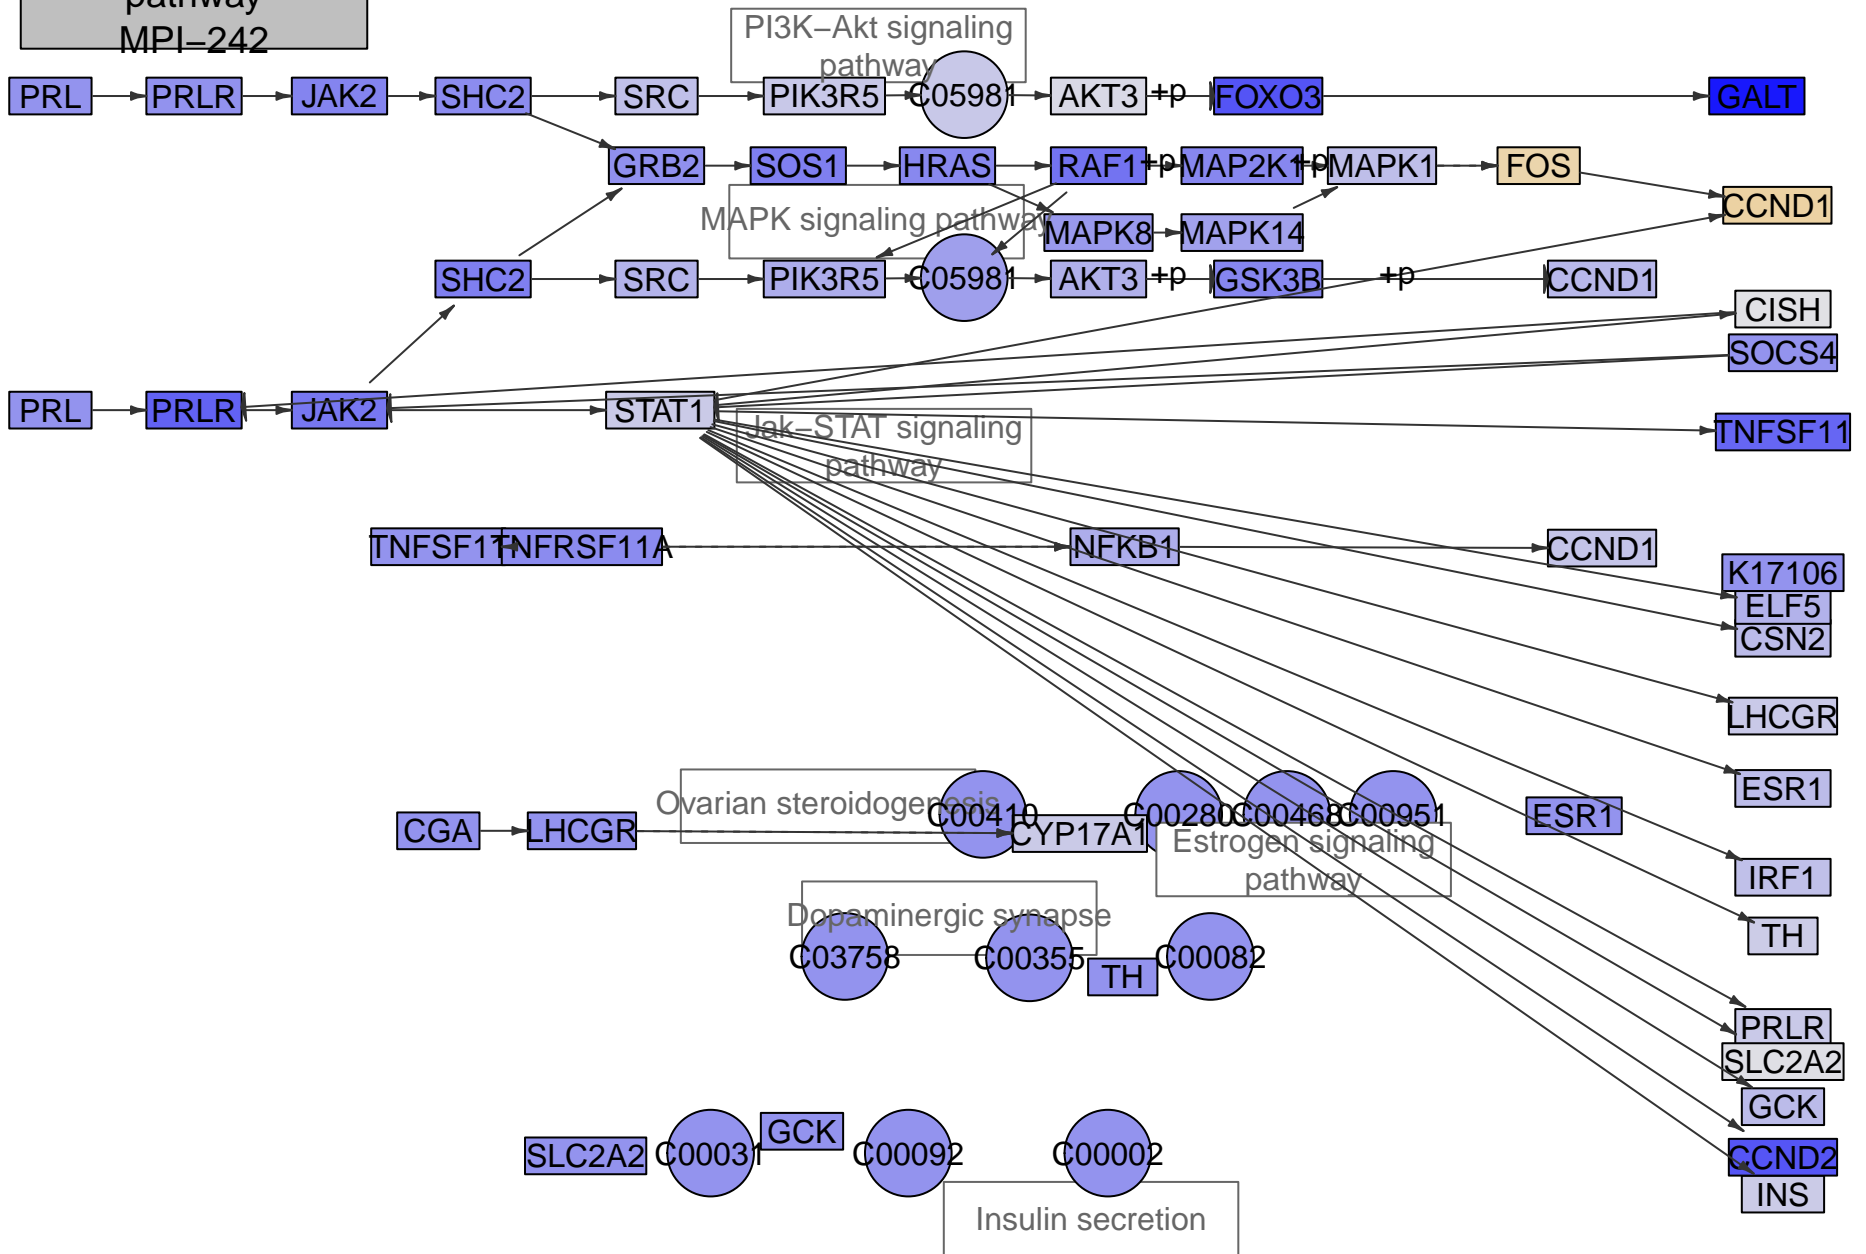 pathway
MPI−242
PI3K−Akt signaling
pathway
PRL
PRLR
JAK2
SHC2
SRC
PIK3R5
C05981
AKT3
+p
FOXO3
GALT
GRB2
SOS1
HRAS
RAF1
+p
MAP2K1
+p
MAPK1
FOS
CCND1
MAPK signaling pathway
MAPK8
MAPK14
SHC2
SRC
PIK3R5
C05981
AKT3
+p
GSK3B
+p
CCND1
CISH
SOCS4
PRL
PRLR
JAK2
STAT1
Jak−STAT signaling
pathway
TNFSF11
TNFSF11
TNFRSF11A
NFKB1
CCND1
K17106
ELF5
CSN2
LHCGR
ESR1
Ovarian steroidogenesis
CGA
LHCGR
C00410
CYP17A1
C00280
C00468
C00951
ESR1
Estrogen signaling
pathway
IRF1
Dopaminergic synapse
TH
C03758
C00355
TH
C00082
PRLR
SLC2A2
GCK
SLC2A2
C00031
GCK
C00092
C00002
CCND2
INS
Insulin secretion